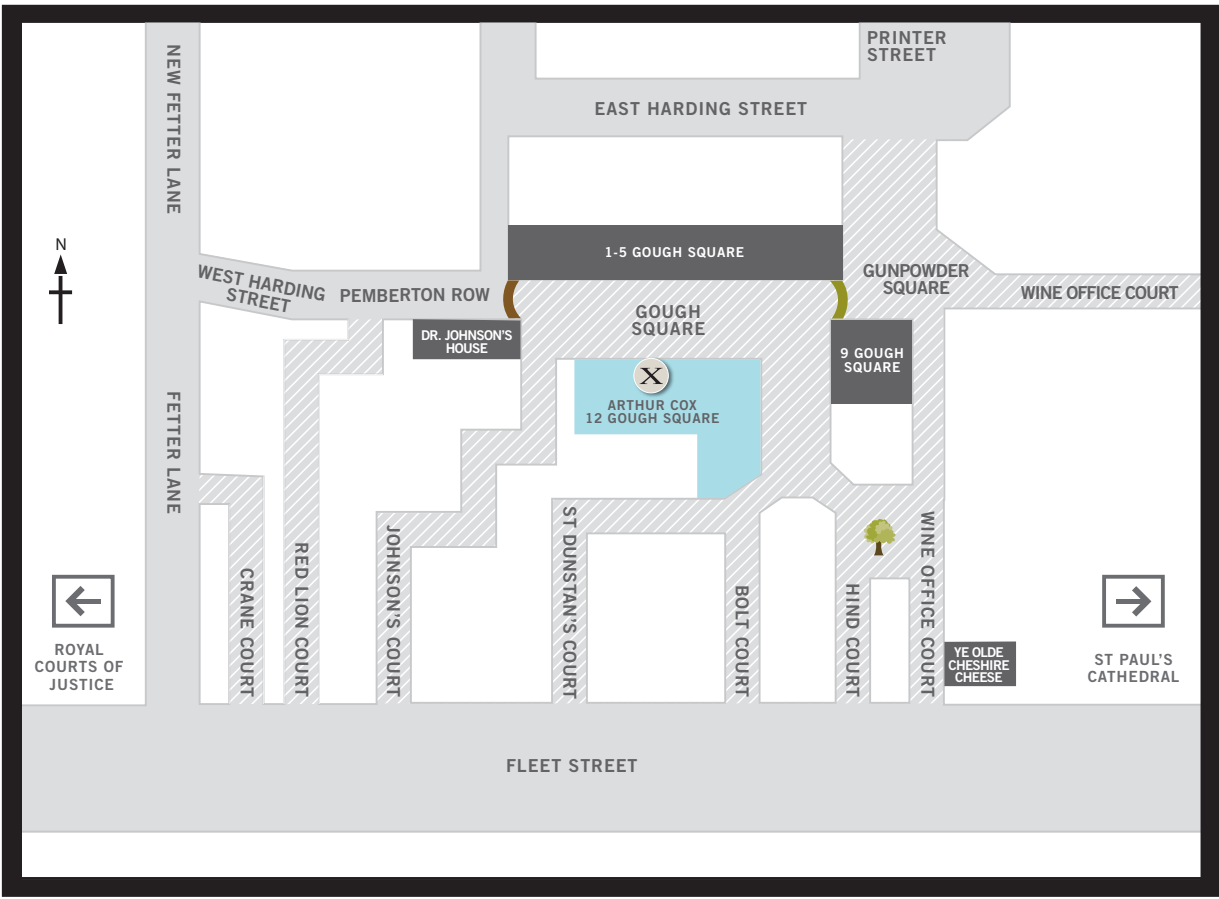 PRINTER
STREET
NEW FETTER LANE
EAST HARDING STREET
N
1-5 GOUGH SQUARE
WEST HARDING
STREET
PEMBERTON ROW
GUNPOWDER
SQUARE
WINE OFFICE COURT
GOUGH
SQUARE
DR. JOHNSON'S
HOUSE
9 GOUGH
SQUARE
X
ARTHUR COX
12 GOUGH SQUARE
FETTER LANE
CRANE COURT
RED LION COURT
JOHNSON'S COURT
ST DUNSTAN'S COURT
BOLT COURT
HIND COURT
WINE OFFICE COURT
ROYAL
COURTS OF
JUSTICE
YE OLDE
CHESHIRE
CHEESE
ST PAUL'S
CATHEDRAL
FLEET STREET